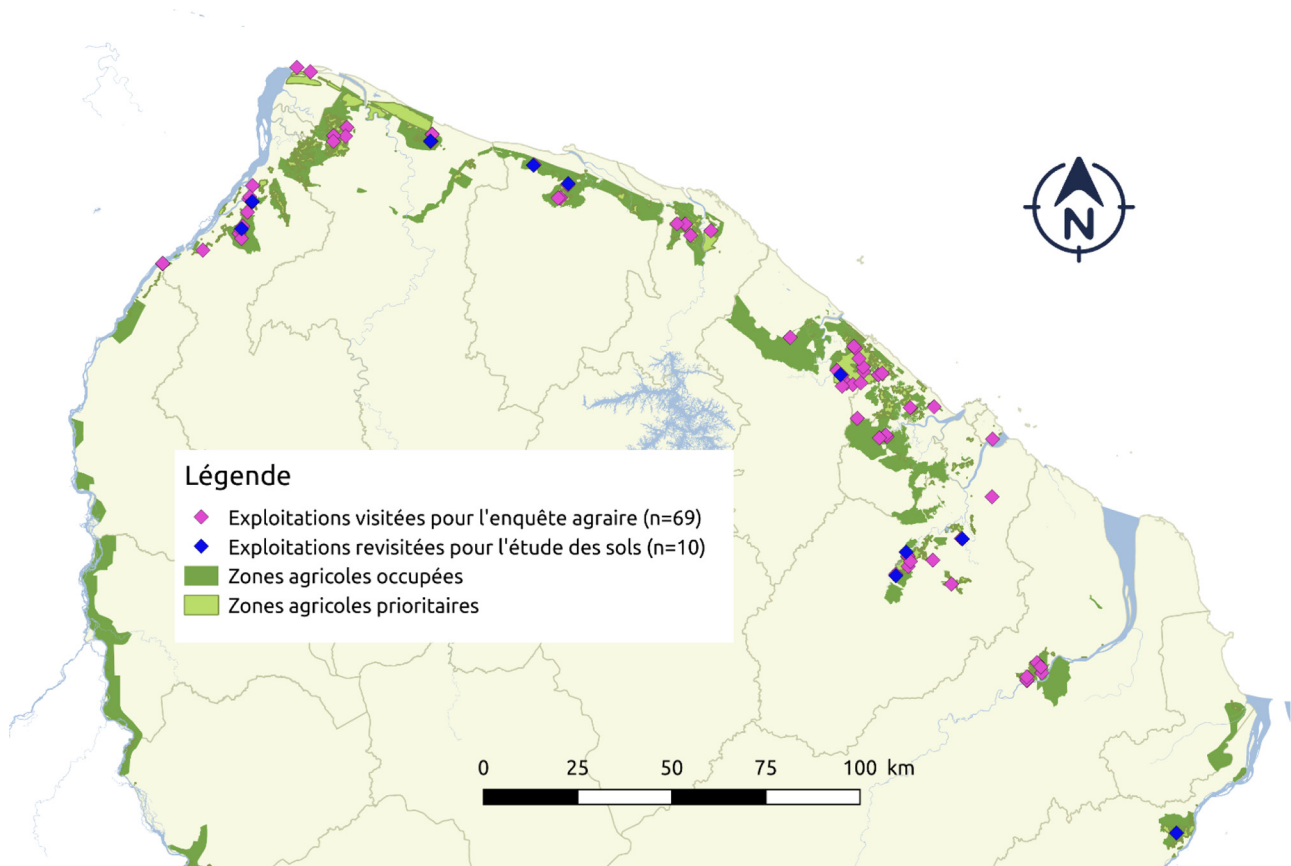 N
Légende
Exploitations visitées pour l'enquête agraire (n=69)
Exploitations revisitées pour l'étude des sols (n=10)
Zones agricoles occupées
Zones agricoles prioritaires
0 25 50 75 100 km